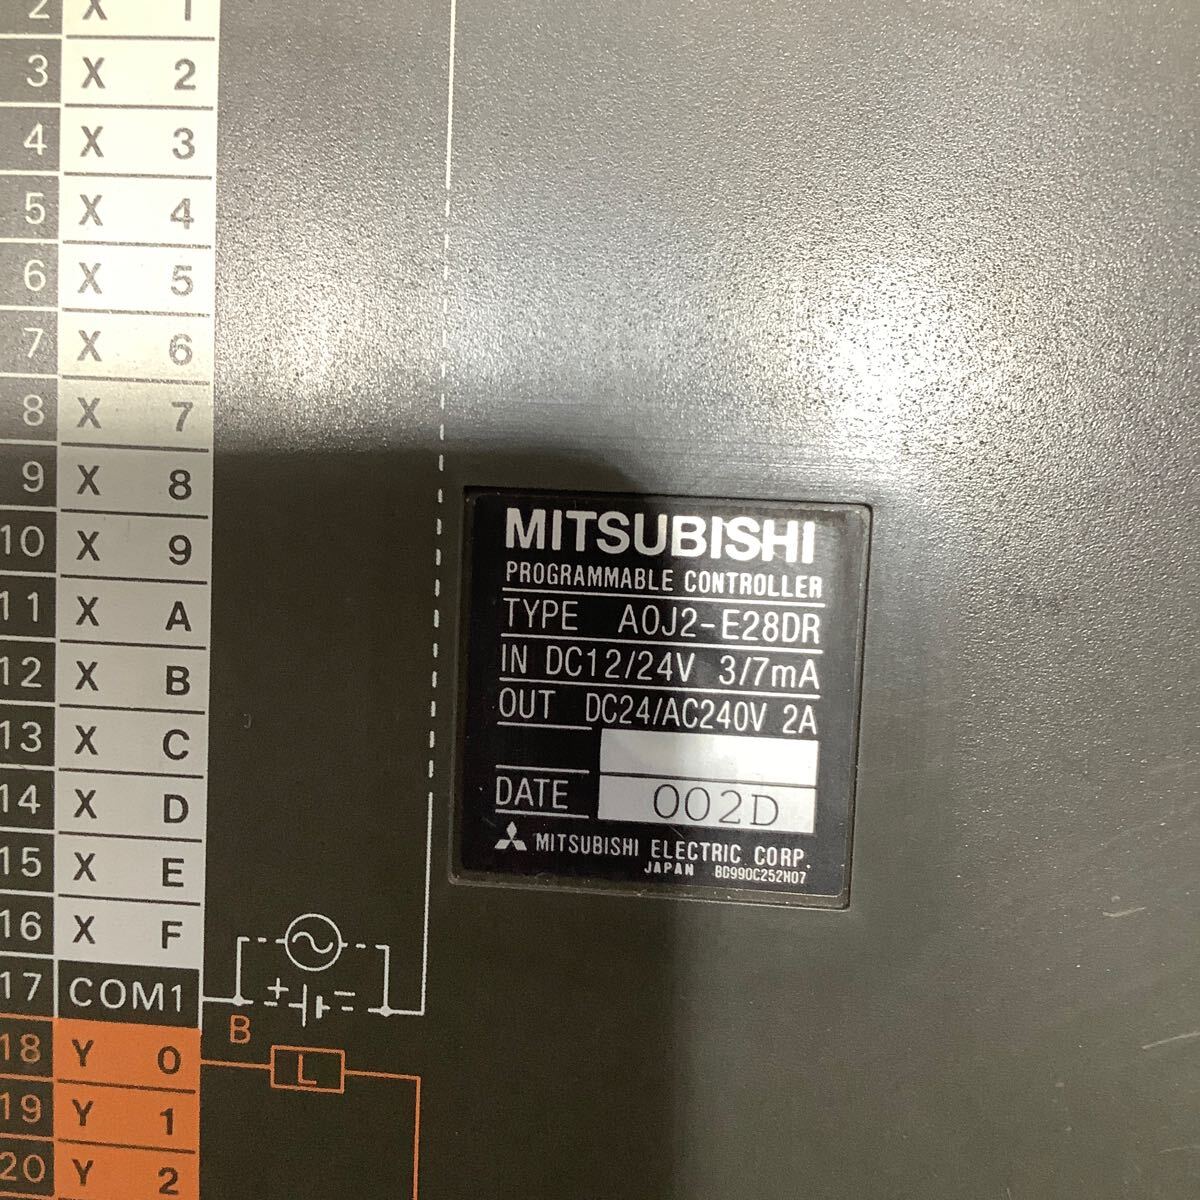 2 X 1
3 X 2
4 X 3
5 X 4
6 X 5
7 X 6
8 X 7
9 X 8
10 X 9
11 X A
12 X B
13 X C
14 X D
15 X E
16 X F
17 COM1
+ -
B
18 Y 0 L
19 Y 1
20 Y 2
MITSUBISHI
PROGRAMMABLE CONTROLLER
TYPE A0J2-E28DR
IN DC12/24V 3/7mA
OUT DC24/AC240V 2A
DATE 002D
MITSUBISHI ELECTRIC CORP.
JAPAN BD990C252H07